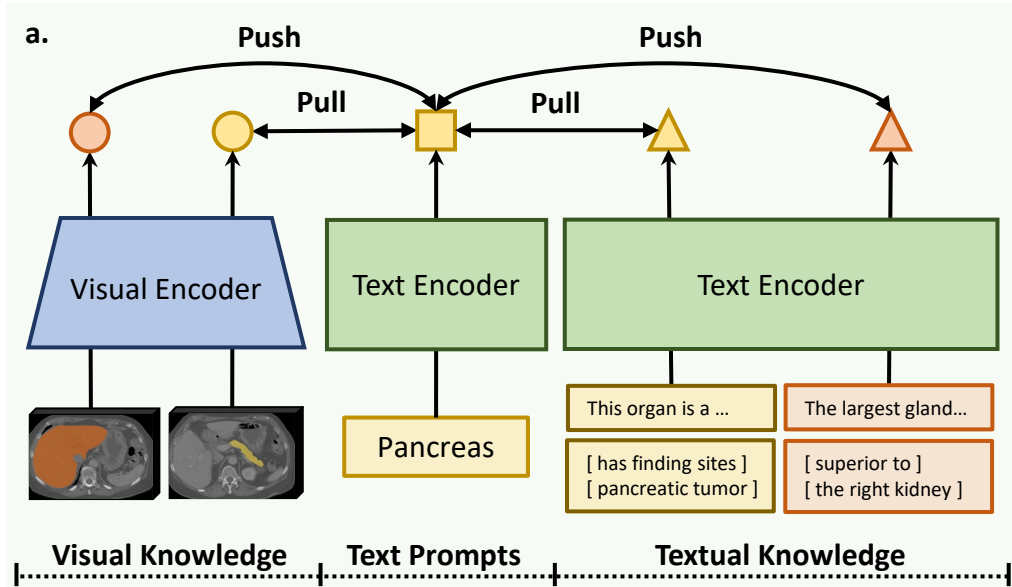 a.
Push
Push
Pull
Pull
Visual Encoder
Text Encoder
Text Encoder
Pancreas
This organ is a ...
The largest gland...
[ has finding sites ]
[ pancreatic tumor ]
[ superior to ]
[ the right kidney ]
Visual Knowledge
Text Prompts
Textual Knowledge